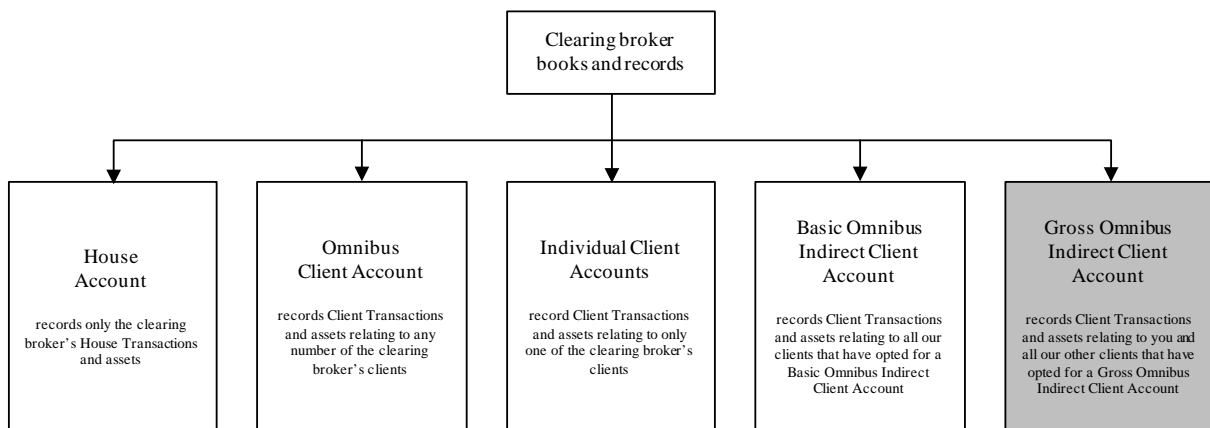 Clearing broker
books and records
House
Account
records only the clearing
broker's House Transactions
and assets
Omnibus
Client Account
records Client Transactions
and assets relating to any
number of the clearing
broker's clients
Individual Client
Accounts
record Client Transactions
and assets relating to only
one of the clearing broker's
clients
Basic Omnibus
Indirect Client
Account
records Client Transactions
and assets relating to all our
clients that have opted for a
Basic Omnibus Indirect
Client Account
Gross Omnibus
Indirect Client
Account
records Client Transactions
and assets relating to you and
all our other clients that have
opted for a Gross Omnibus
Indirect Client Account